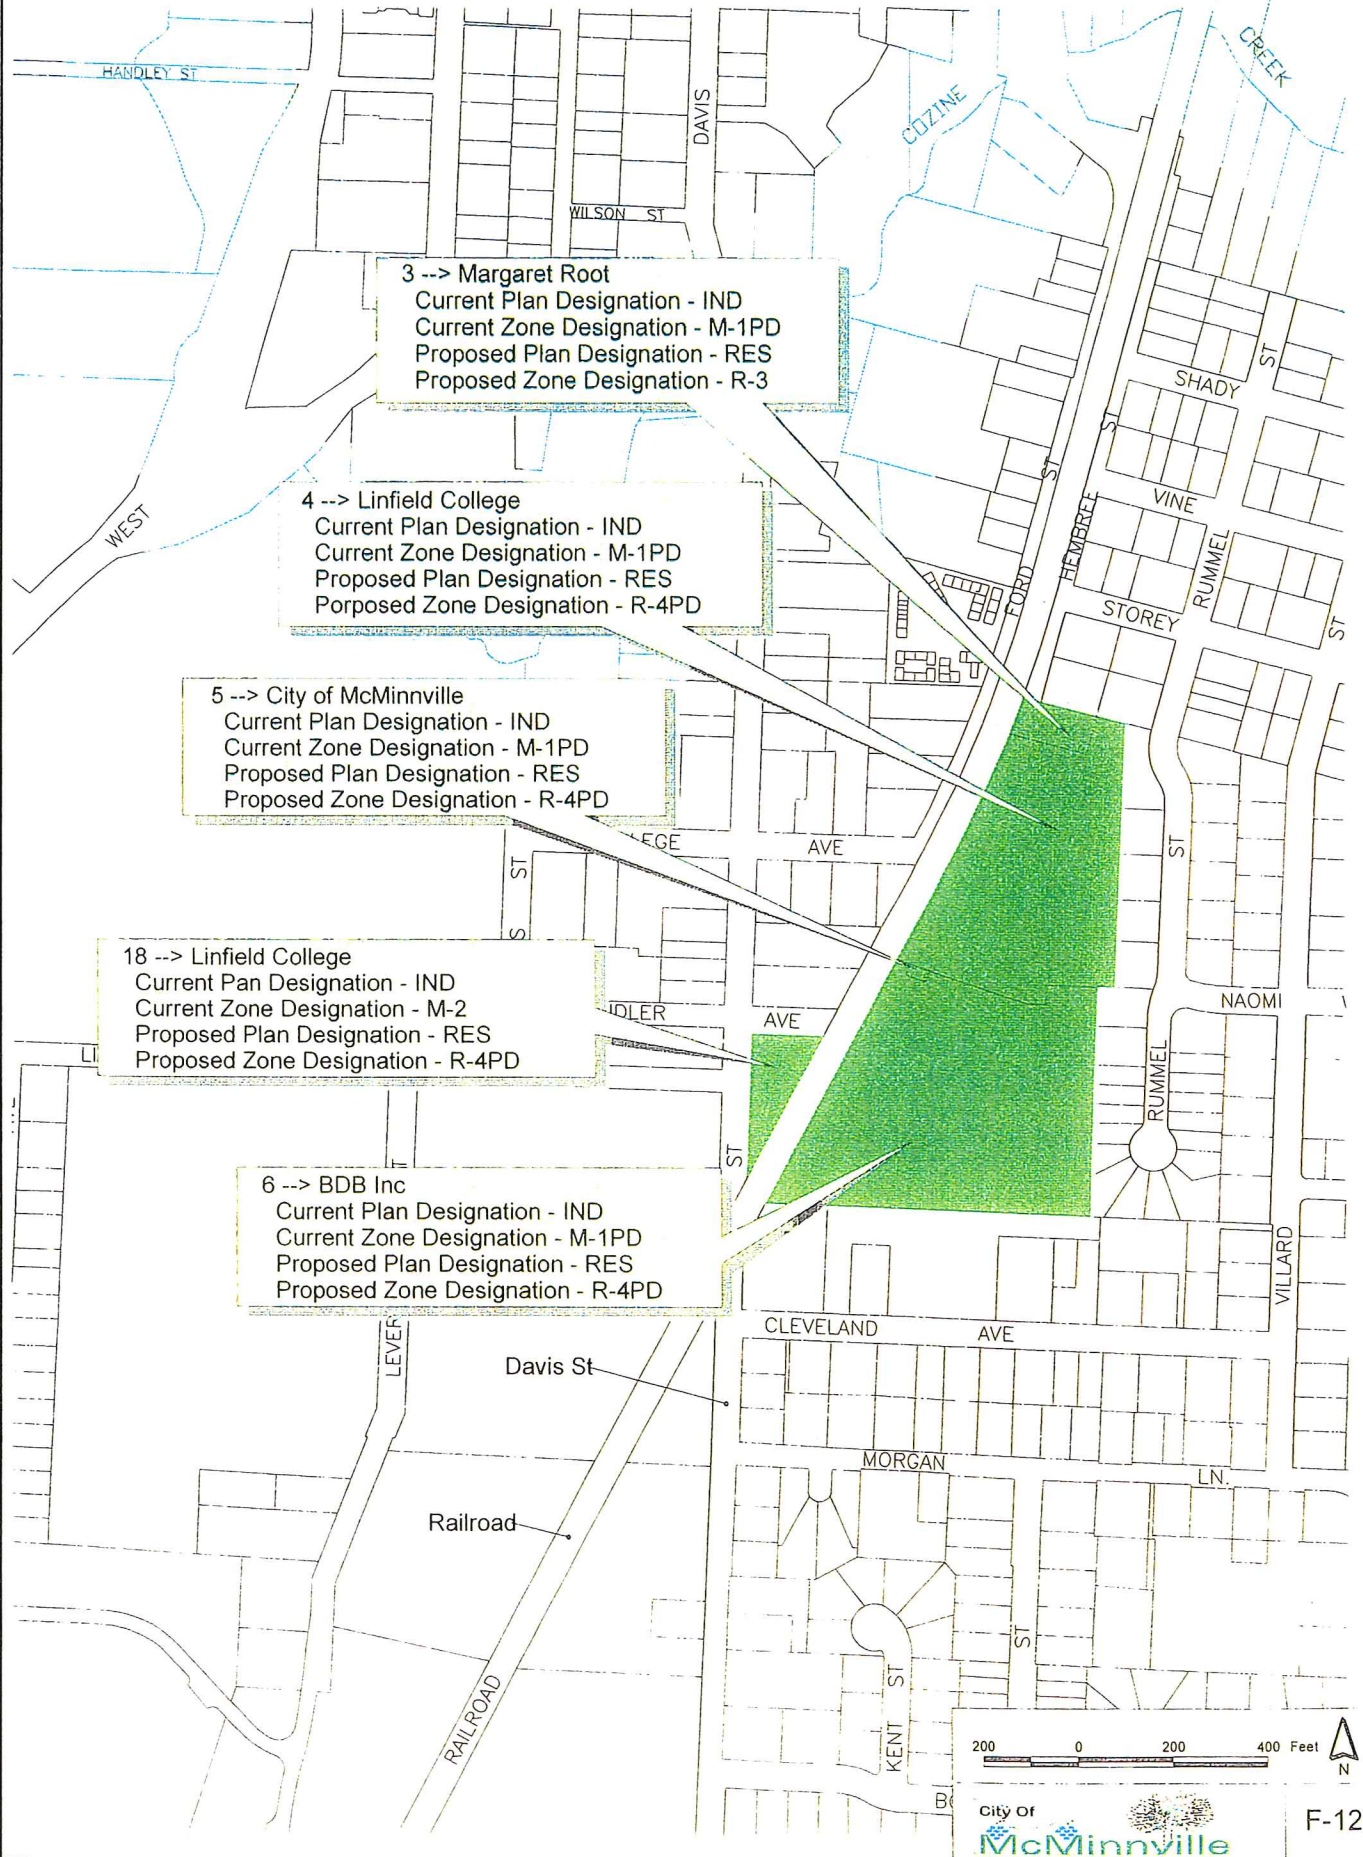 HANDLEY ST
DAVIS
COZINE
CREEK
WILSON ST
3 --> Margaret Root
Current Plan Designation - IND
Current Zone Designation - M-1PD
Proposed Plan Designation - RES
Proposed Zone Designation - R-3
ST
SHADY
ST
WEST
4 --> Linfield College
Current Plan Designation - IND
Current Zone Designation - M-1PD
Proposed Plan Designation - RES
Porposed Zone Designation - R-4PD
ST
VINE
HEMBREE
FORD
RUMMEL
STOREY
ST
5 --> City of McMinnville
Current Plan Designation - IND
Current Zone Designation - M-1PD
Proposed Plan Designation - RES
Proposed Zone Designation - R-4PD
EGE AVE
ST
ST
S
18 --> Linfield College
Current Pan Designation - IND
Current Zone Designation - M-2
Proposed Plan Designation - RES
Proposed Zone Designation - R-4PD
DLER AVE
NAOMI
LI
RUMMEL
ST
6 --> BDB Inc
Current Plan Designation - IND
Current Zone Designation - M-1PD
Proposed Plan Designation - RES
Proposed Zone Designation - R-4PD
VILLARD
CLEVELAND AVE
LEVER
Davis St
MORGAN LN.
Railroad
ST
KENT ST
RAILROAD
200 0 200 400 Feet
N
City Of
McMinnville
F-12